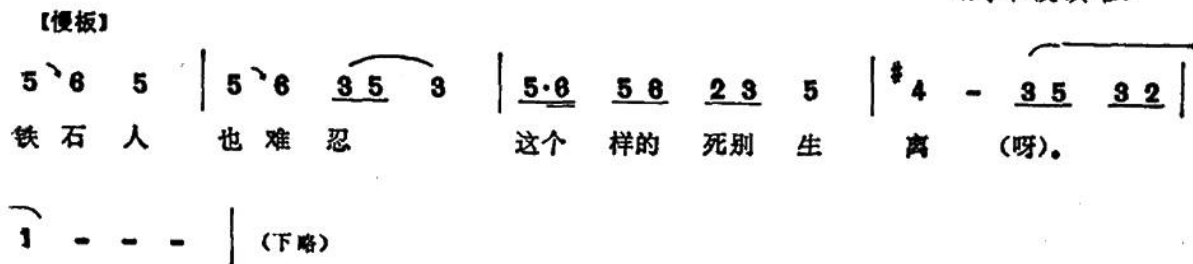 【慢板】
5 6 5 | 5 6 3 5 3 | 5·6 5 6 2 3 5 | #4 - 3 5 3 2 |
铁 石 人 也 难 忍 这个 样的 死别 生 离 (呀)。
1 - - - | (下略)